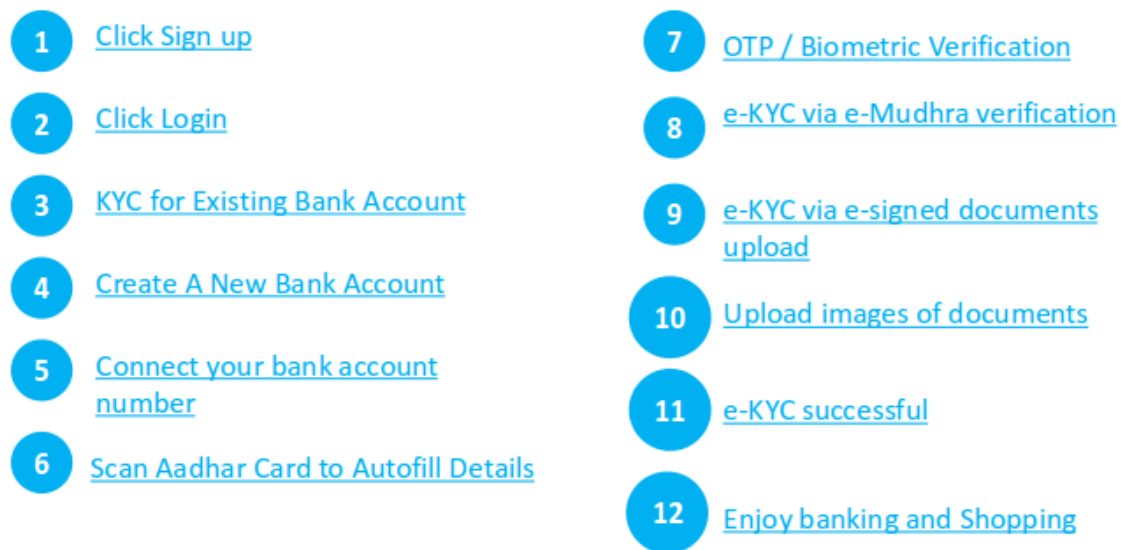 1 Click Sign up
2 Click Login
3 KYC for Existing Bank Account
4 Create A New Bank Account
5 Connect your bank account
number
6 Scan Aadhar Card to Autofill Details
7 OTP / Biometric Verification
8 e-KYC via e-Mudhra verification
9 e-KYC via e-signed documents
upload
10 Upload images of documents
11 e-KYC successful
12 Enjoy banking and Shopping